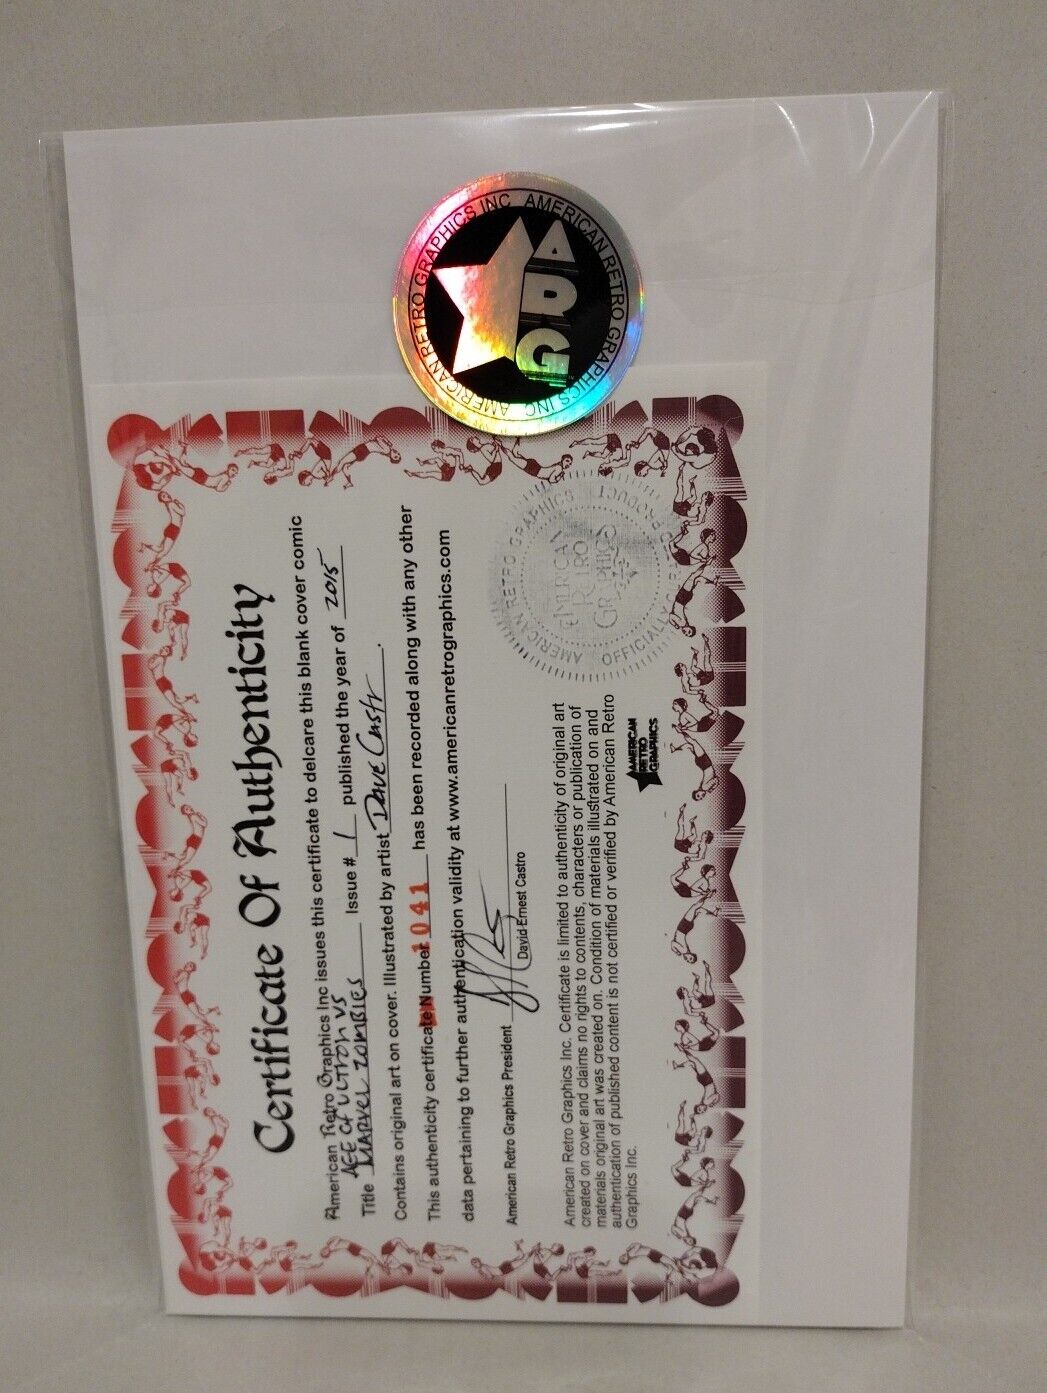 AMERICAN RETRO GRAPHICS INC AMERICAN RETRO GRAPHICS INC
ARG
Certificate Of Authenticity
American Retro Graphics Inc issues this certificate to delcare this blank cover comic
AGE OF ULTRON VS
Title MARVEL ZOMBIES Issue # 1 published the year of 2015
Contains original art on cover. Illustrated by artist Dave Castr.
This authenticity certificate Number 1041 has been recorded along with any other
data pertaining to further authentication validity at www.americanretrographics.com
American Retro Graphics President
David Ernest Castro
American Retro Graphics Inc. Certificate is limited to authenticity of original art
created on cover and claims no rights to contents, characters or publication of
materials original art was created on. Condition of materials illustrated on and
authentication of published content is not certified or verified by American Retro
Graphics Inc.
AMERICAN
RETRO
GRAPHICS
AMERICAN RETRO GRAPHICS PRODUCT
OFFICIALLY
AMERICAN
RETRO
GRAPHICS